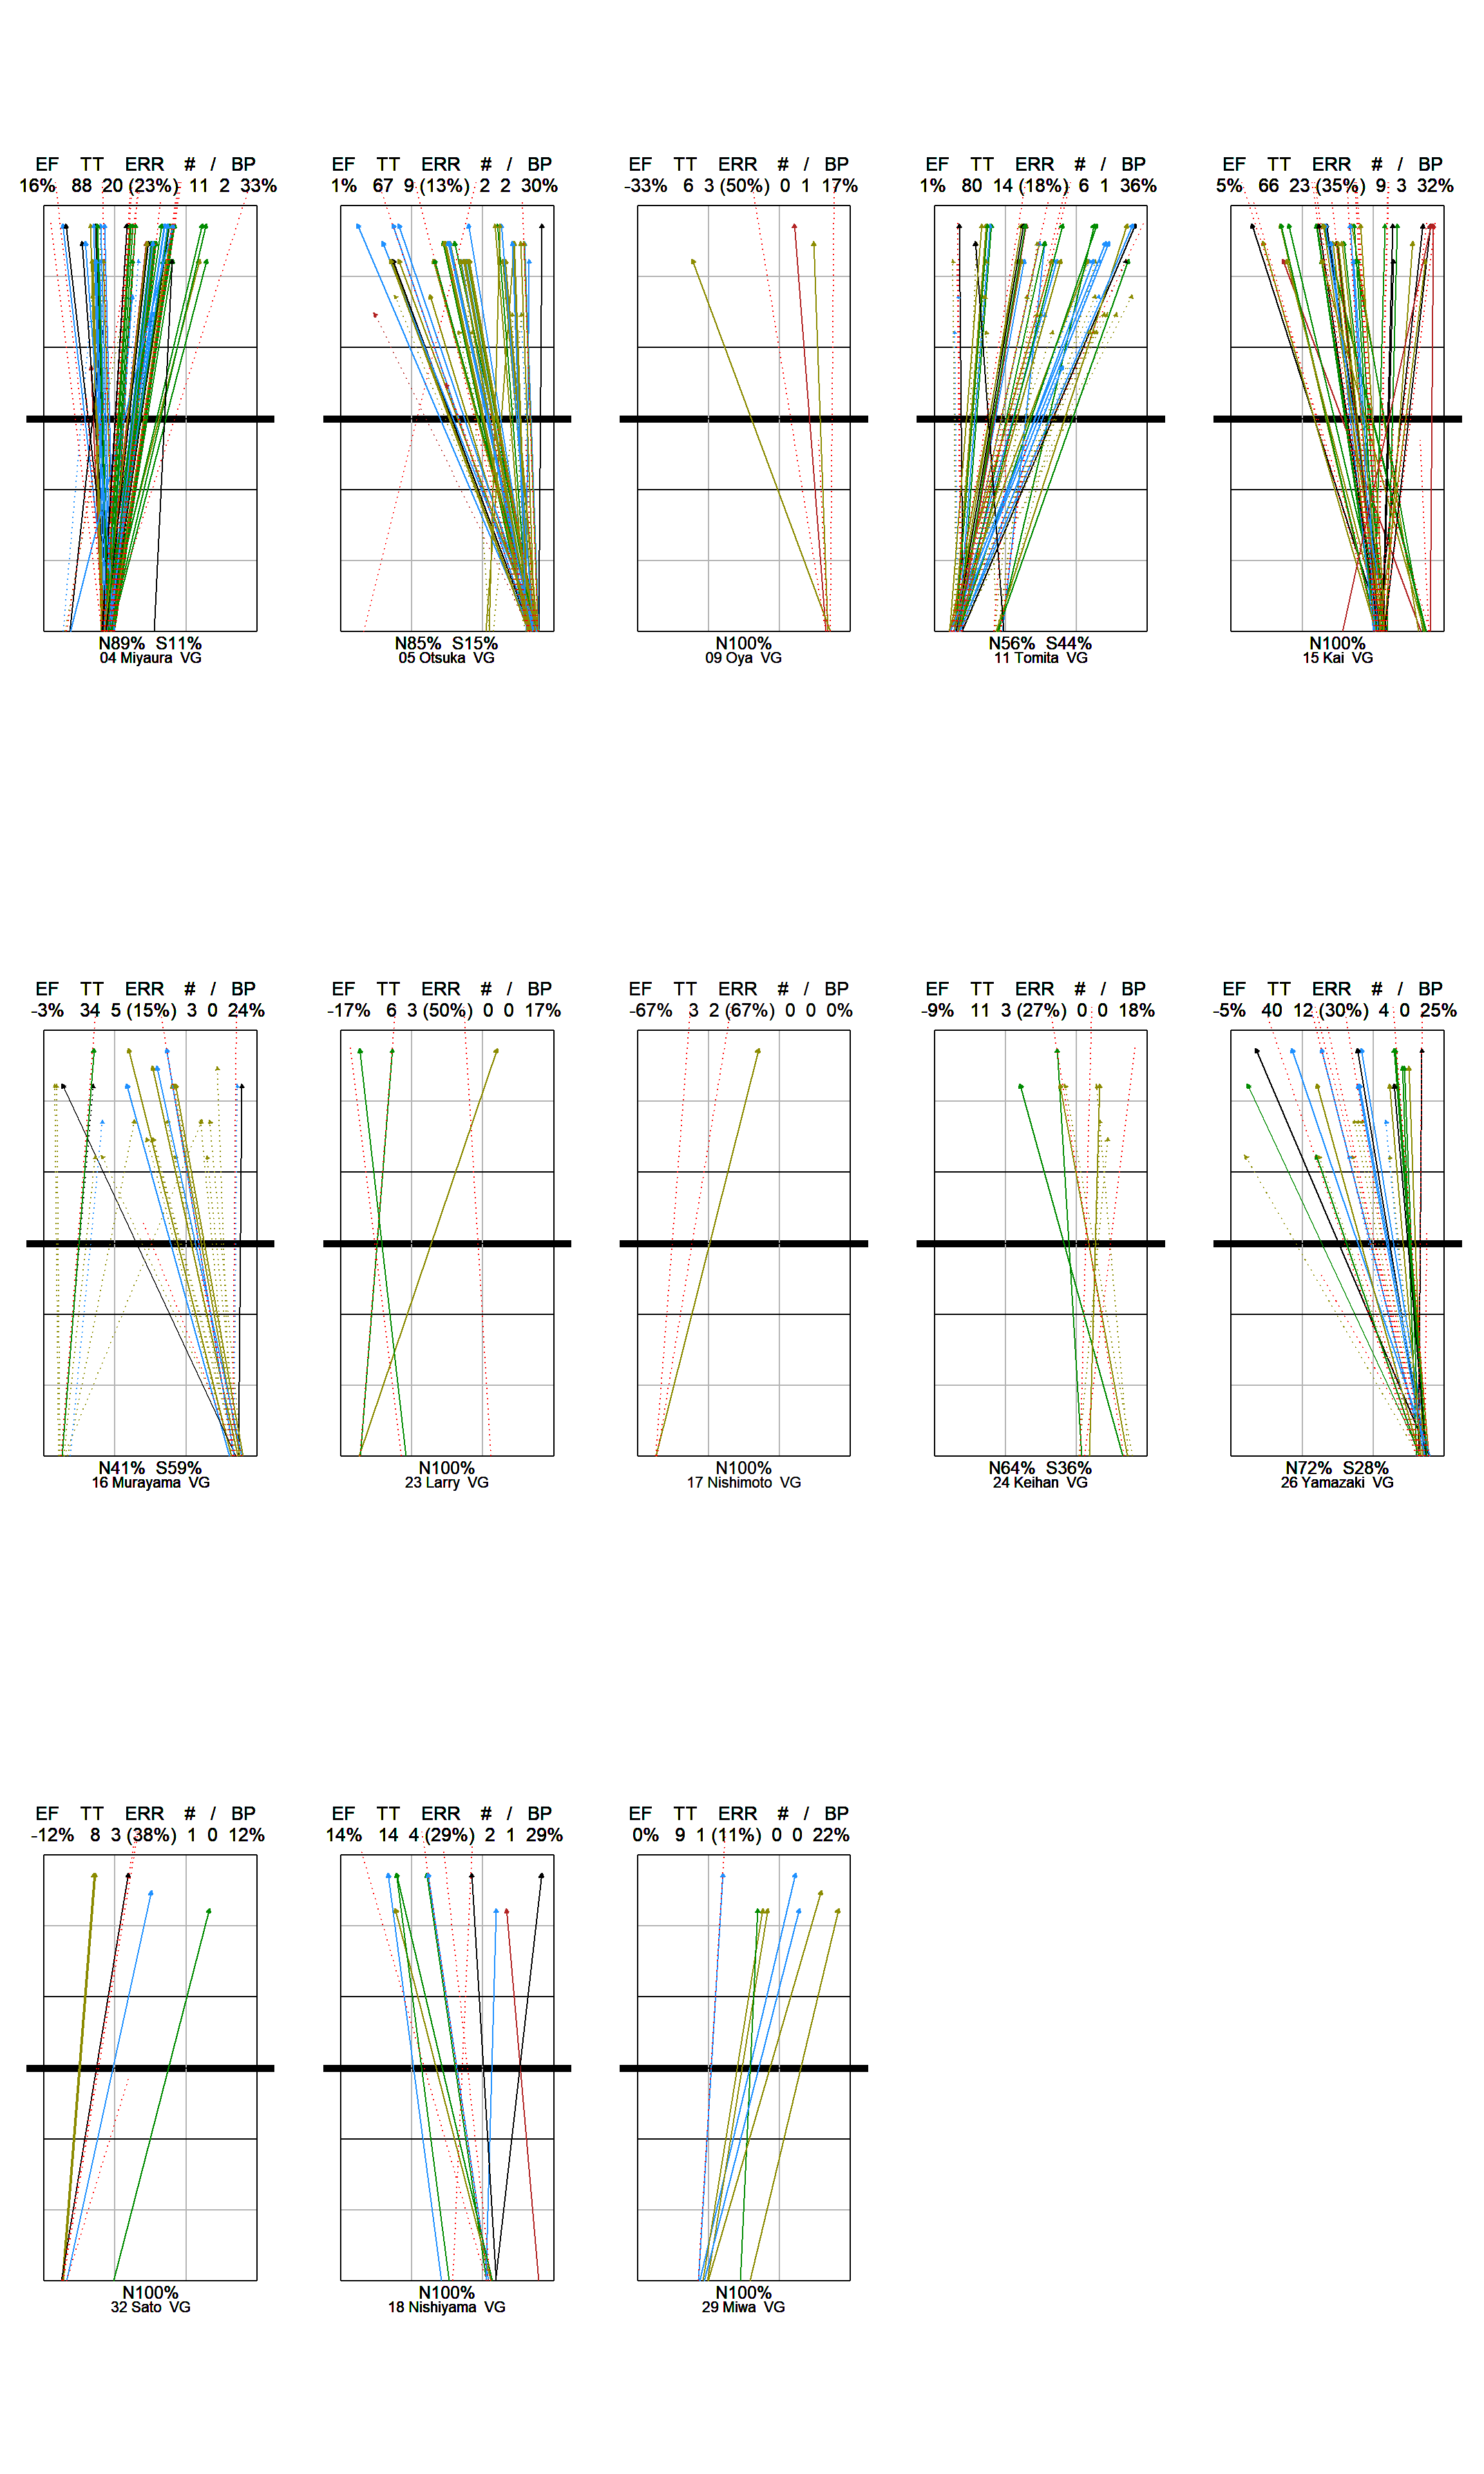 EF TT ERR # / BP
16% 88 20 (23%) 11 2 33%
N89% S11%
04 Miyaura VG
EF TT ERR # / BP
1% 67 9 (13%) 2 2 30%
N85% S15%
05 Otsuka VG
EF TT ERR # / BP
-33% 6 3 (50%) 0 1 17%
N100%
09 Oya VG
EF TT ERR # / BP
1% 80 14 (18%) 6 1 36%
N56% S44%
11 Tomita VG
EF TT ERR # / BP
5% 66 23 (35%) 9 3 32%
N100%
15 Kai VG
EF TT ERR # / BP
-3% 34 5 (15%) 3 0 24%
N41% S59%
16 Murayama VG
EF TT ERR # / BP
-17% 6 3 (50%) 0 0 17%
N100%
23 Larry VG
EF TT ERR # / BP
-67% 3 2 (67%) 0 0 0%
N100%
17 Nishimoto VG
EF TT ERR # / BP
-9% 11 3 (27%) 0 0 18%
N64% S36%
24 Keihan VG
EF TT ERR # / BP
-5% 40 12 (30%) 4 0 25%
N72% S28%
26 Yamazaki VG
EF TT ERR # / BP
-12% 8 3 (38%) 1 0 12%
N100%
32 Sato VG
EF TT ERR # / BP
14% 14 4 (29%) 2 1 29%
N100%
18 Nishiyama VG
EF TT ERR # / BP
0% 9 1 (11%) 0 0 22%
N100%
29 Miwa VG